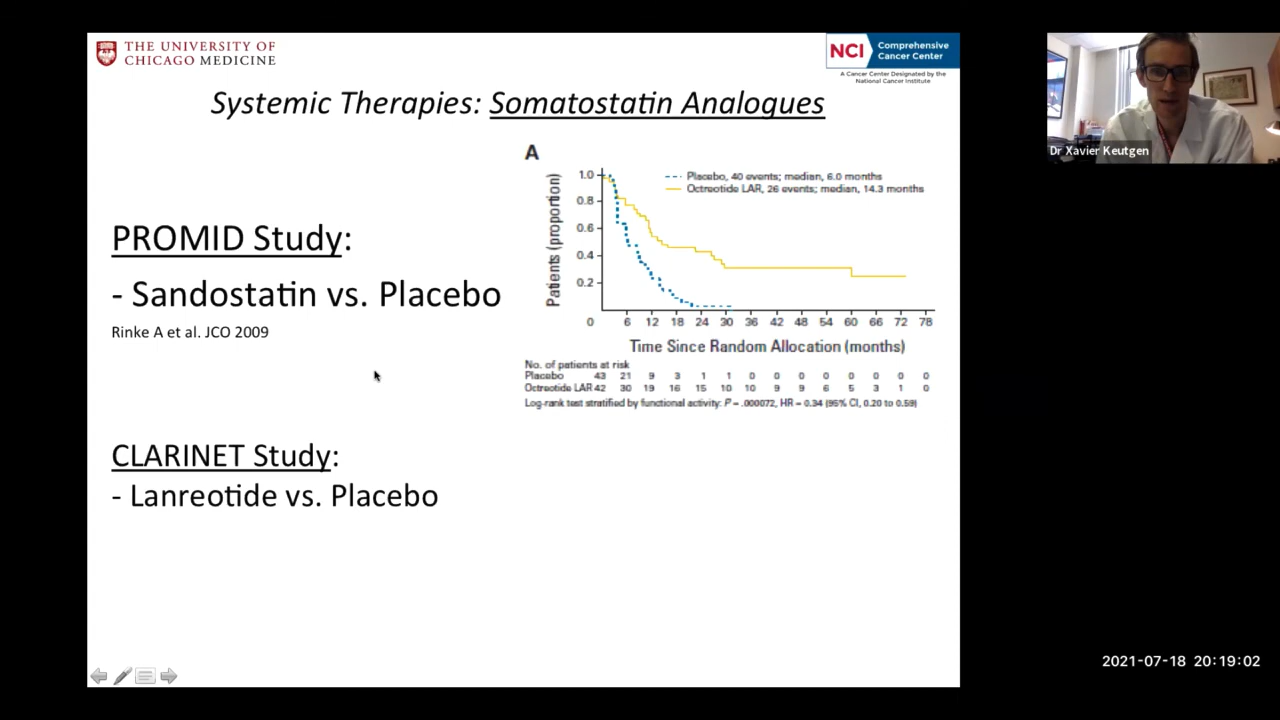 THE UNIVERSITY OF
CHICAGO MEDICINE
NCI
Comprehensive
Cancer Center
A Cancer Center Designated by the
National Cancer Institute
Systemic Therapies: Somatostatin Analogues
PROMID Study:
- Sandostatin vs. Placebo
Rinke A et al. JCO 2009
CLARINET Study:
- Lanreotide vs. Placebo
A
Placebo, 40 events; median, 6.0 months
Octreotide LAR, 26 events; median, 14.3 months
Patients (proportion)
1.0
0.8
0.6
0.4
0.2
0 6 12 18 24 30 36 42 48 54 60 66 72 78
Time Since Random Allocation (months)
No. of patients at risk
Placebo 43 21 9 3 1 1 0 0 0 0 0 0 0 0
Octreotide LAR 42 30 19 16 15 10 10 9 9 6 5 3 1 0
Log-rank test stratified by functional activity: P = .000072, HR = 0.34 (95% CI, 0.20 to 0.59)
Dr Xavier Keutgen
2021-07-18 20:19:02